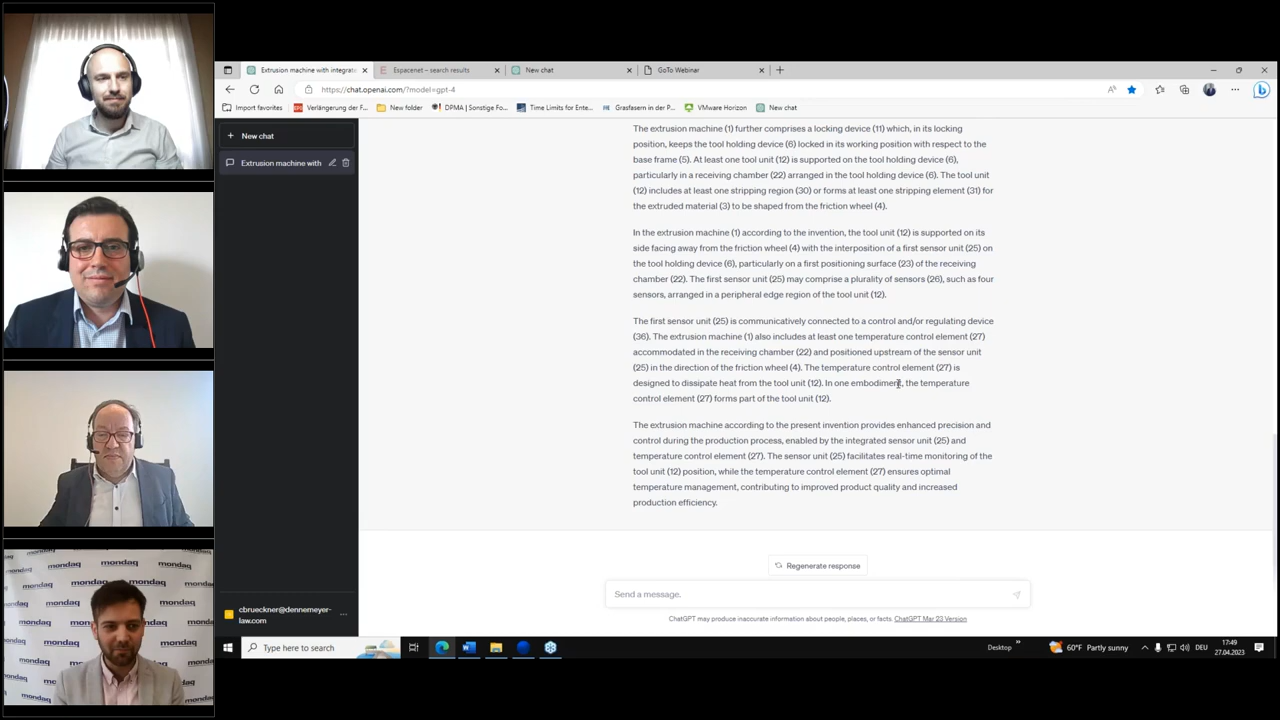 Extrusion machine with integrate
Espacenet – search results
New chat
GoTo Webinar
https://chat.openai.com/?model=gpt-4
Import favorites
Verlängerung der F...
New folder
DPMA | Sonstige Fo...
Time Limits for Ente...
Grasfasern in der P...
VMware Horizon
New chat
New chat
Extrusion machine with
The extrusion machine (1) further comprises a locking device (11) which, in its locking
position, keeps the tool holding device (6) locked in its working position with respect to the
base frame (5). At least one tool unit (12) is supported on the tool holding device (6),
particularly in a receiving chamber (22) arranged in the tool holding device (6). The tool unit
(12) includes at least one stripping region (30) or forms at least one stripping element (31) for
the extruded material (3) to be shaped from the friction wheel (4).
In the extrusion machine (1) according to the invention, the tool unit (12) is supported on its
side facing away from the friction wheel (4) with the interposition of a first sensor unit (25) on
the tool holding device (6), particularly on a first positioning surface (23) of the receiving
chamber (22). The first sensor unit (25) may comprise a plurality of sensors (26), such as four
sensors, arranged in a peripheral edge region of the tool unit (12).
The first sensor unit (25) is communicatively connected to a control and/or regulating device
(36). The extrusion machine (1) also includes at least one temperature control element (27)
accommodated in the receiving chamber (22) and positioned upstream of the sensor unit
(25) in the direction of the friction wheel (4). The temperature control element (27) is
designed to dissipate heat from the tool unit (12). In one embodiment, the temperature
control element (27) forms part of the tool unit (12).
The extrusion machine according to the present invention provides enhanced precision and
control during the production process, enabled by the integrated sensor unit (25) and
temperature control element (27). The sensor unit (25) facilitates real-time monitoring of the
tool unit (12) position, while the temperature control element (27) ensures optimal
temperature management, contributing to improved product quality and increased
production efficiency.
Regenerate response
Send a message.
ChatGPT may produce inaccurate information about people, places, or facts. ChatGPT Mar 23 Version
cbrueckner@dennemeyer-
law.com
Type here to search
Desktop
60°F Partly sunny
DEU
17:49
27.04.2023
mondaq
mondaq
mondaq
mondaq
mondaq